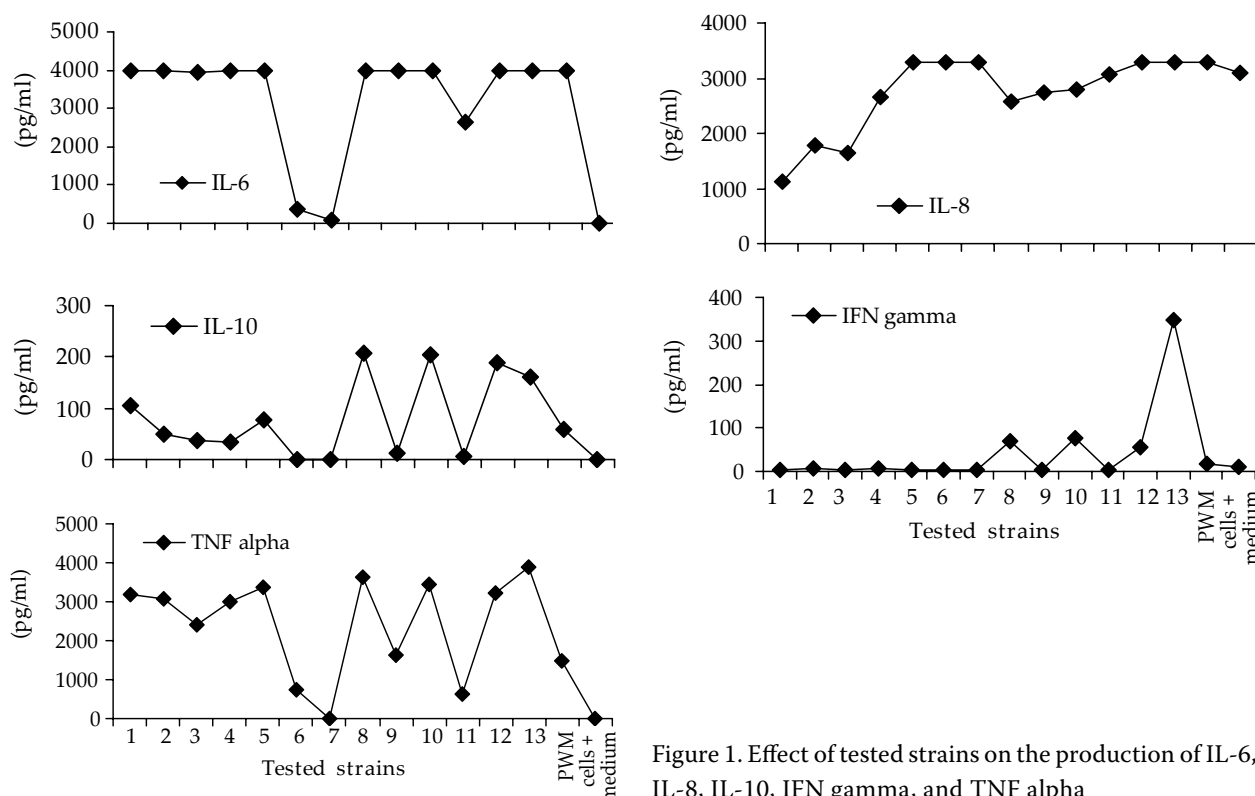 5000
4000
3000
2000
1000
0
(pg/ml)
IL-6
300
200
100
0
(pg/ml)
IL-10
5000
4000
3000
2000
1000
0
(pg/ml)
TNF alpha
1 2 3 4 5 6 7 8 9 10 11 12 13 PWM cells + medium
Tested strains
4000
3000
2000
1000
0
(pg/ml)
IL-8
400
300
200
100
0
(pg/ml)
IFN gamma
1 2 3 4 5 6 7 8 9 10 11 12 13 PWM cells + medium
Tested strains
Figure 1. Effect of tested strains on the production of IL-6,
IL-8, IL-10, IFN gamma, and TNF alpha